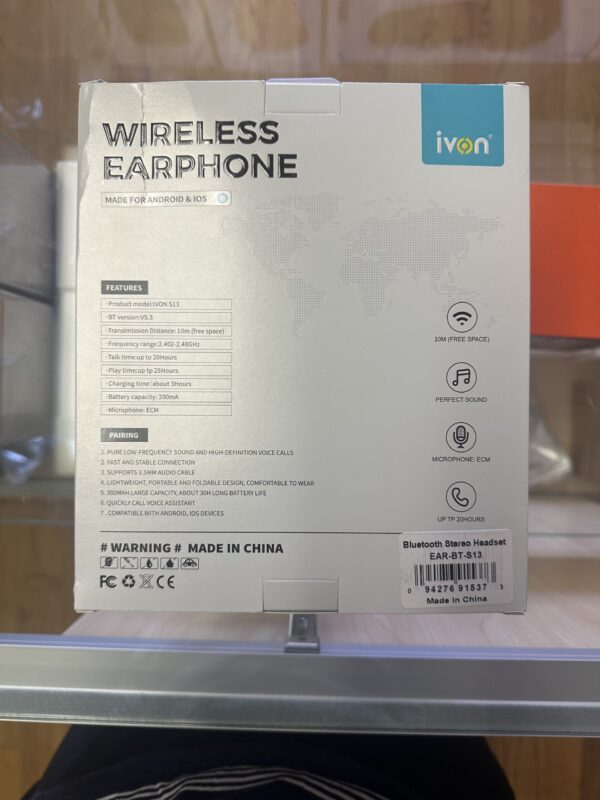 WIRELESS
EARPHONE
MADE FOR ANDROID & IOS
ivon
FEATURES
·Product model:iVON S13
·BT version:V5.3
·Transimission Distance: 10m (free space)
·Frequency range:2.402-2.48GHz
·Talk time:up to 20Hours
·Play time:up tp 25Hours
·Charging time:about 3Hours
·Battery capacity: 200mA
·Microphone: ECM
PAIRING
1. PURE LOW-FREQUENCY SOUND AND HIGH-DEFINITION VOICE CALLS
2. FAST AND STABLE CONNECTION
3. SUPPORTS 3.5MM AUDIO CABLE
4. LIGHTWEIGHT, PORTABLE AND FOLDABLE DESIGN, COMFORTABLE TO WEAR
5. 300MAH LARGE CAPACITY, ABOUT 30H LONG BATTERY LIFE
6. QUICKLY CALL VOICE ASSISTANT
7. COMPATIBLE WITH ANDROID, IOS DEVICES
10M (FREE SPACE)
PERFECT SOUND
MICROPHONE: ECM
UP TP 20HOURS
# WARNING # MADE IN CHINA
FC CE
Bluetooth Stereo Headset
EAR-BT-S13
0 94276 91537 3
Made in China